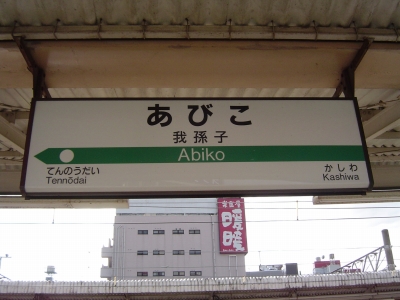 あびこ
我孫子
Abiko
てんのうだい
Tennōdai
かしわ
Kashiwa